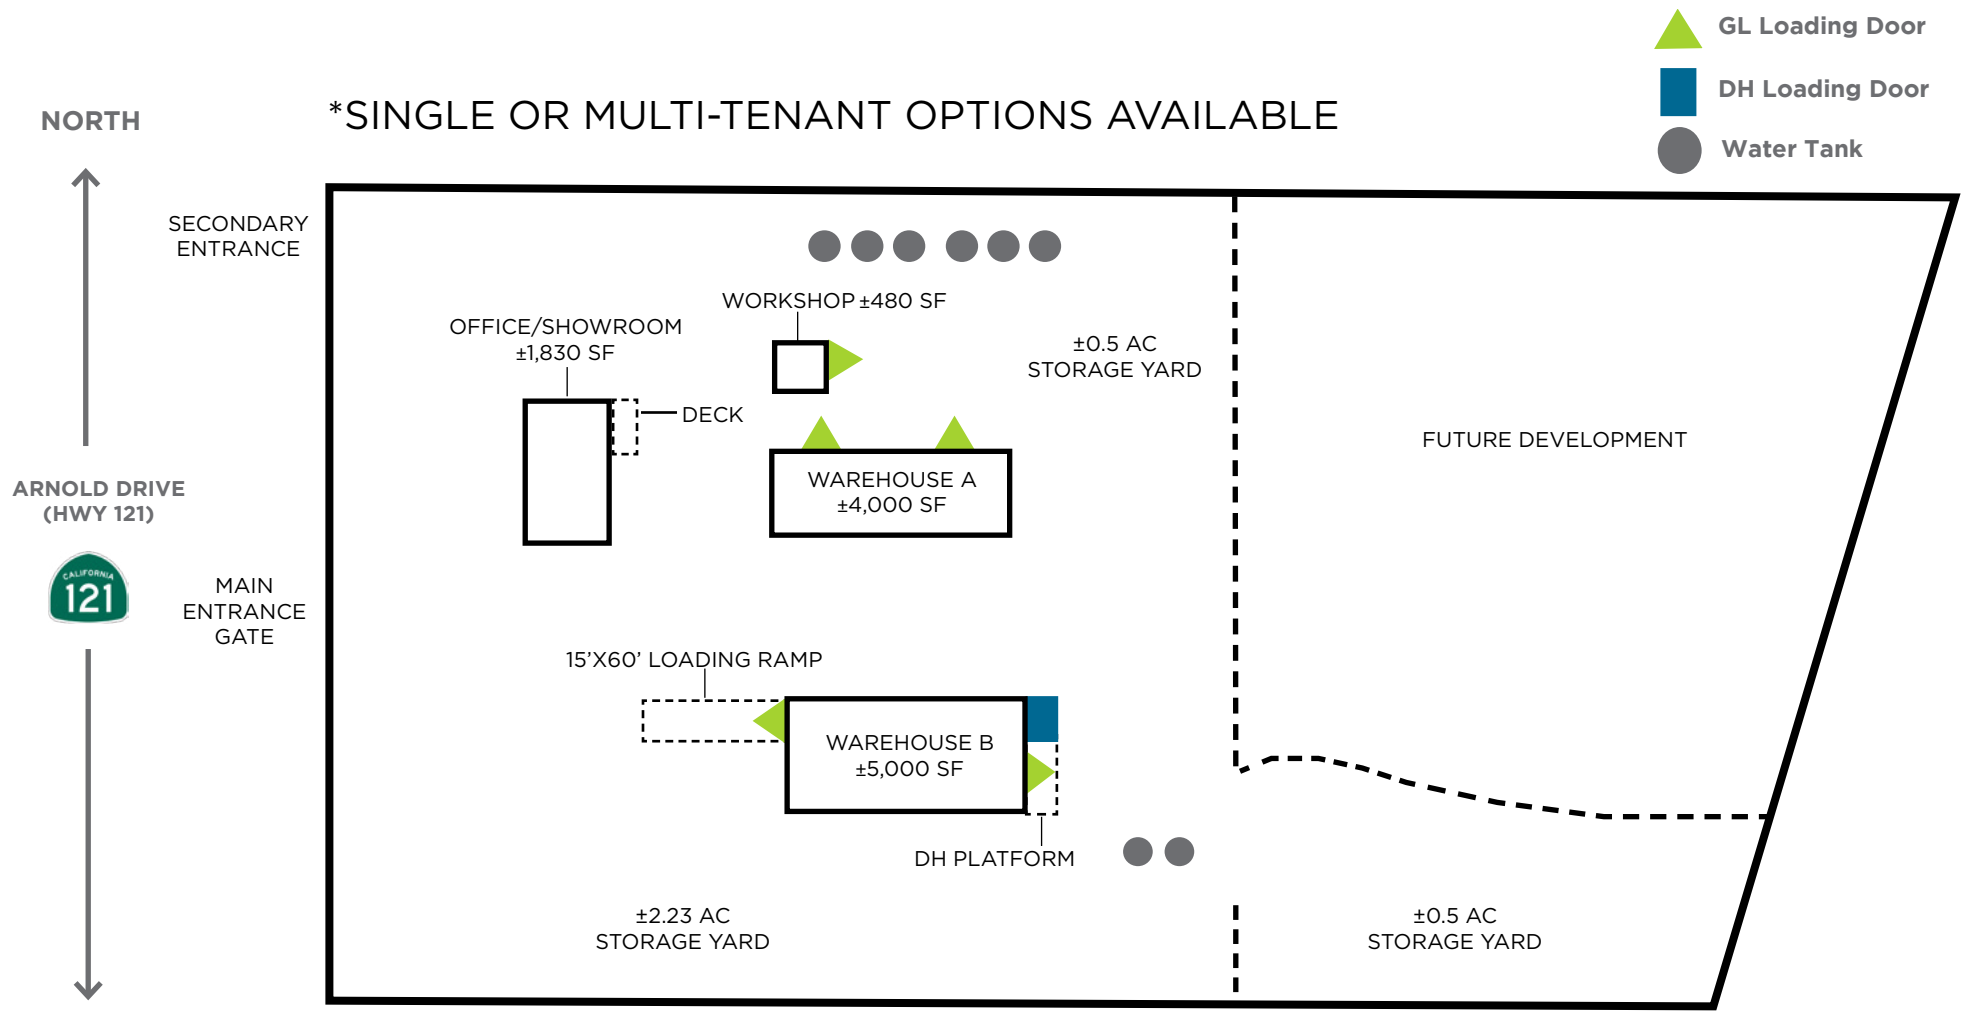 GL Loading Door
DH Loading Door
Water Tank
*SINGLE OR MULTI-TENANT OPTIONS AVAILABLE
NORTH
SECONDARY
ENTRANCE
ARNOLD DRIVE
(HWY 121)
CALIFORNIA
121
MAIN
ENTRANCE
GATE
WORKSHOP ±480 SF
OFFICE/SHOWROOM
±1,830 SF
DECK
±0.5 AC
STORAGE YARD
WAREHOUSE A
±4,000 SF
FUTURE DEVELOPMENT
15’X60’ LOADING RAMP
WAREHOUSE B
±5,000 SF
DH PLATFORM
±2.23 AC
STORAGE YARD
±0.5 AC
STORAGE YARD